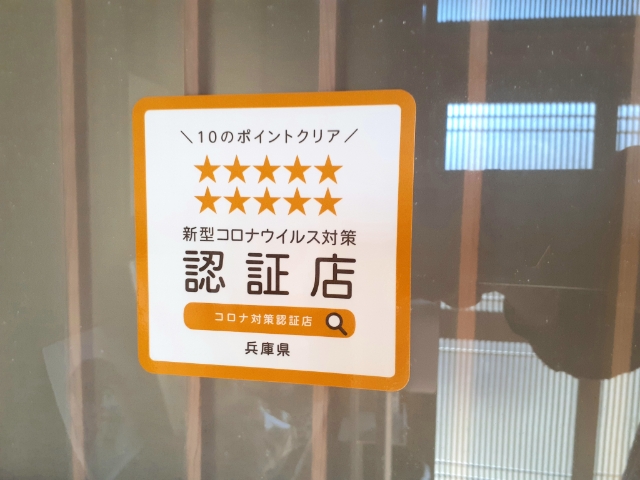 ＼10のポイントクリア／
★★★★★
★★★★★
新型コロナウイルス対策
認証店
コロナ対策認証店
兵庫県